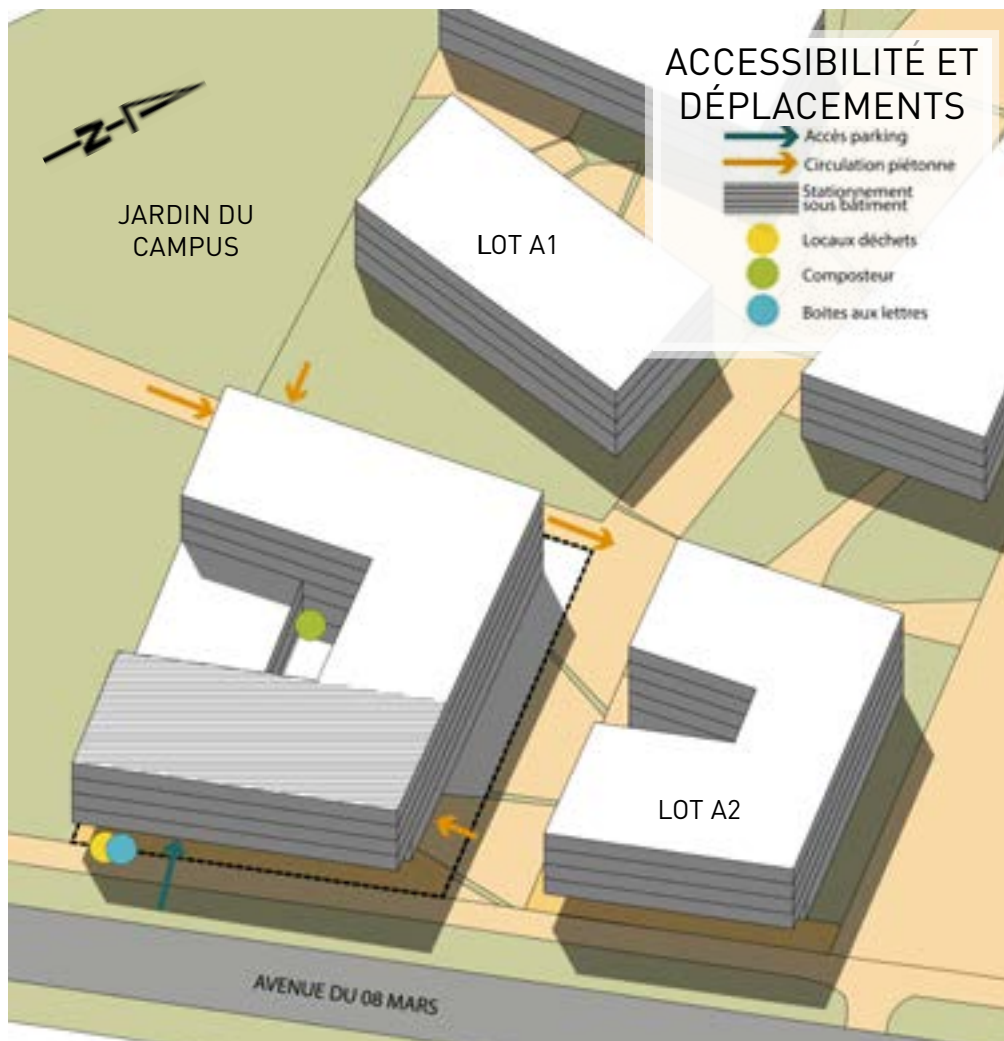 ACCESSIBILITÉ ET
DÉPLACEMENTS
Accès parking
Circulation piétonne
Stationnement
sous bâtiment
Locaux déchets
Composteur
Boites aux lettres
N
JARDIN DU
CAMPUS
LOT A1
LOT A2
AVENUE DU 08 MARS